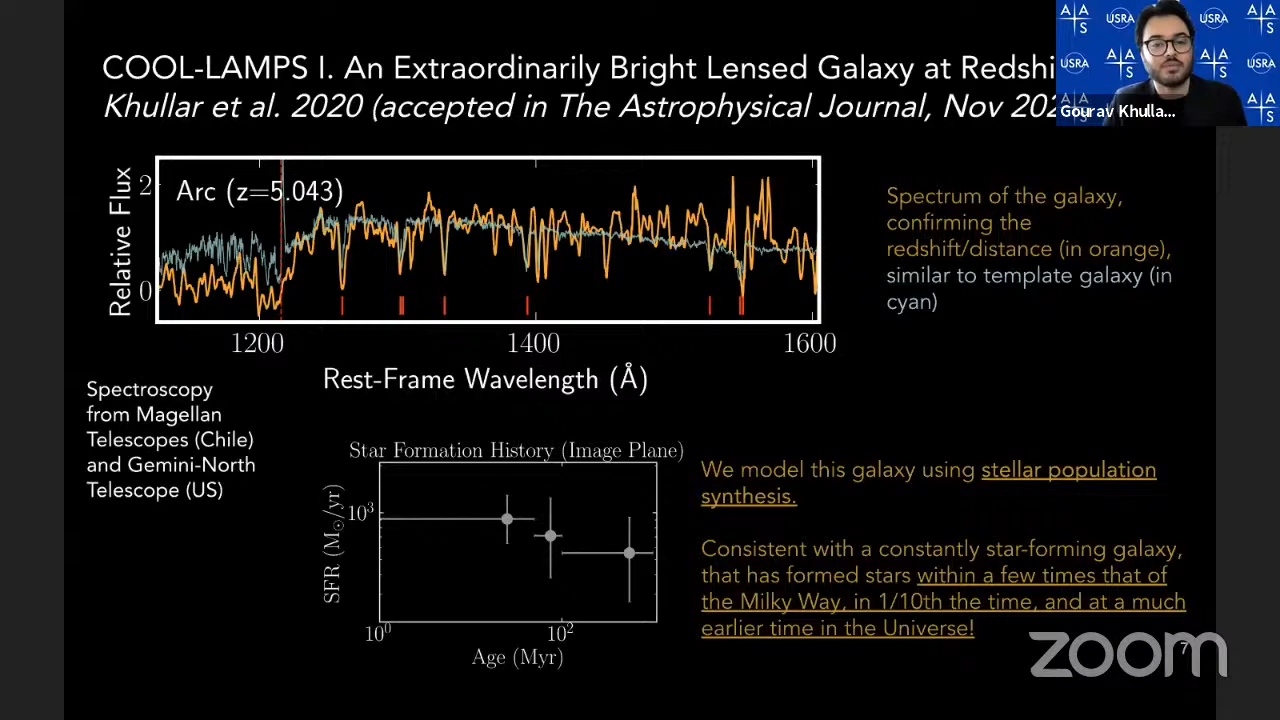 COOL-LAMPS I. An Extraordinarily Bright Lensed Galaxy at
Khullar et al. 2020 (accepted in The Astrophysical Journal, Nov
A A S
USRA
A A S
USRA
A A S
USRA
A A S
A A S
USRA
A A S
A A S
Gourav Khulla...
Relative Flux
2
0
Arc (z=5.043)
1200
1400
1600
Rest-Frame Wavelength (Å)
Spectrum of the galaxy,
confirming the
redshift/distance (in orange),
similar to template galaxy (in
cyan)
Spectroscopy
from Magellan
Telescopes (Chile)
and Gemini-North
Telescope (US)
Star Formation History (Image Plane)
SFR (M⊙/yr)
10³
10⁰
10²
Age (Myr)
We model this galaxy using stellar population
synthesis.
Consistent with a constantly star-forming galaxy,
that has formed stars within a few times that of
the Milky Way, in 1/10th the time, and at a much
earlier time in the Universe!
7
zoom